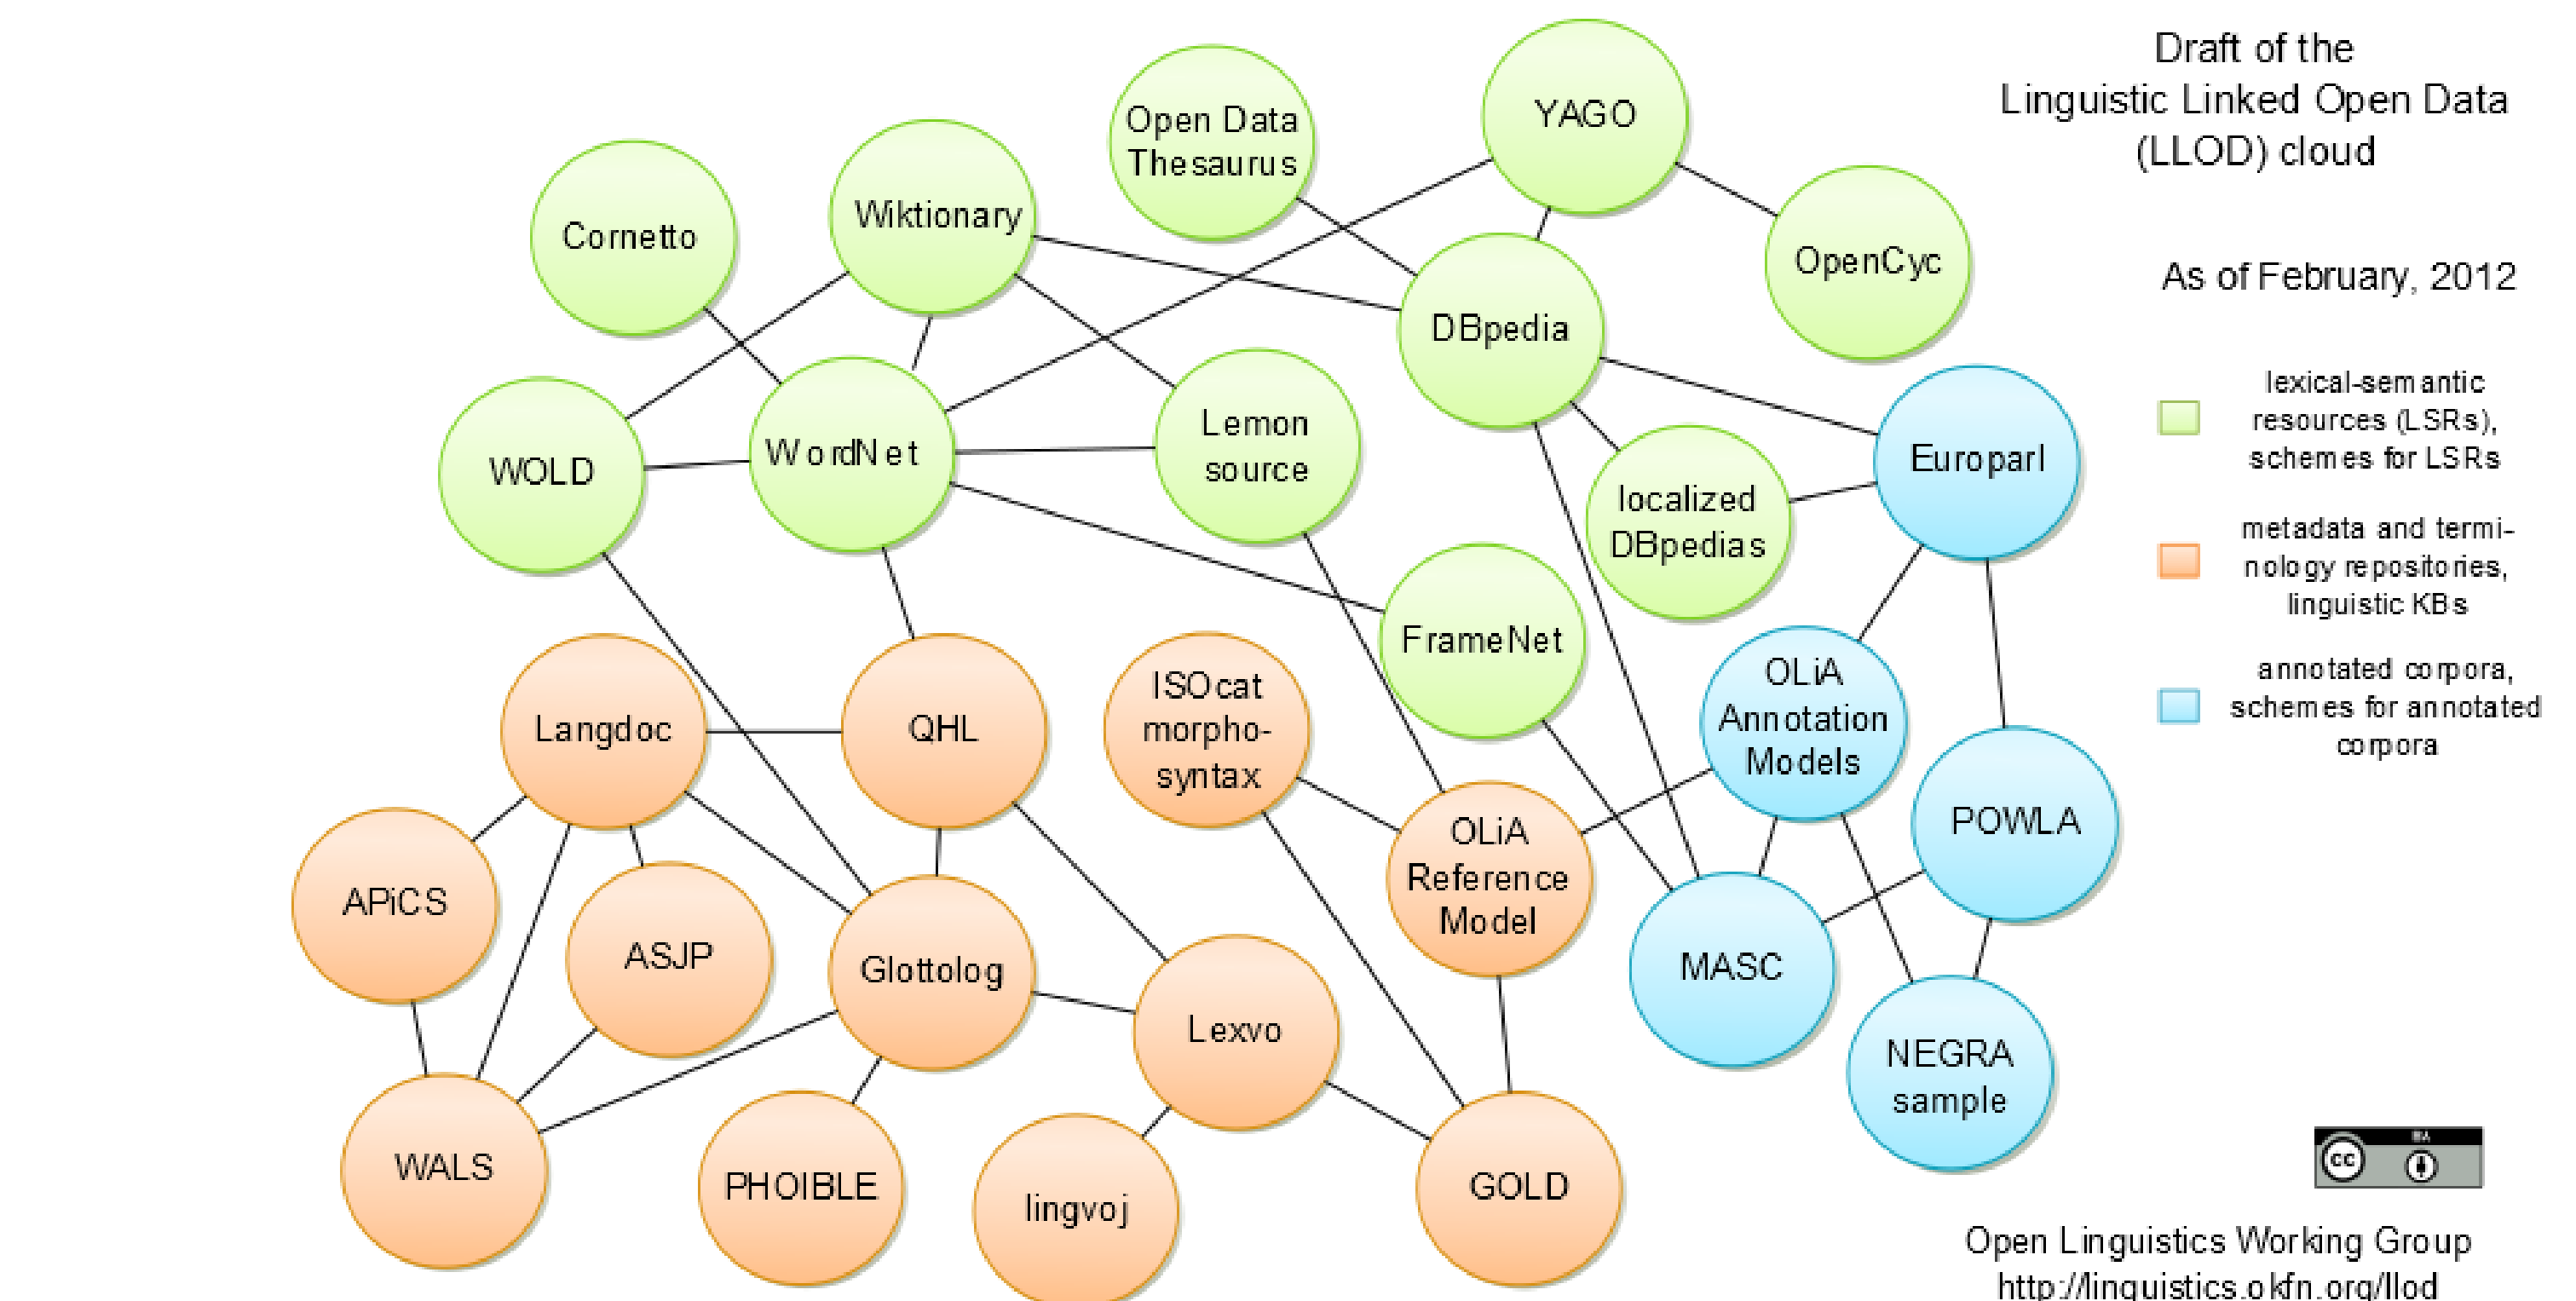 Draft of the
Linguistic Linked Open Data
(LLOD) cloud
As of February, 2012
lexical-semantic
resources (LSRs),
schemes for LSRs
metadata and termi-
nology repositories,
linguistic KBs
annotated corpora,
schemes for annotated
corpora
YAGO
Open Data
Thesaurus
Wiktionary
Cornetto
OpenCyc
DBpedia
Lemon
source
WordNet
WOLD
Europarl
localized
DBpedias
FrameNet
ISOcat
morpho-
syntax
OLiA
Annotation
Models
Langdoc
QHL
POWLA
OLiA
Reference
Model
APiCS
ASJP
Glottolog
MASC
Lexvo
NEGRA
sample
WALS
PHOIBLE
lingvoj
GOLD
cc
Open Linguistics Working Group
http://linguistics.okfn.org/llod